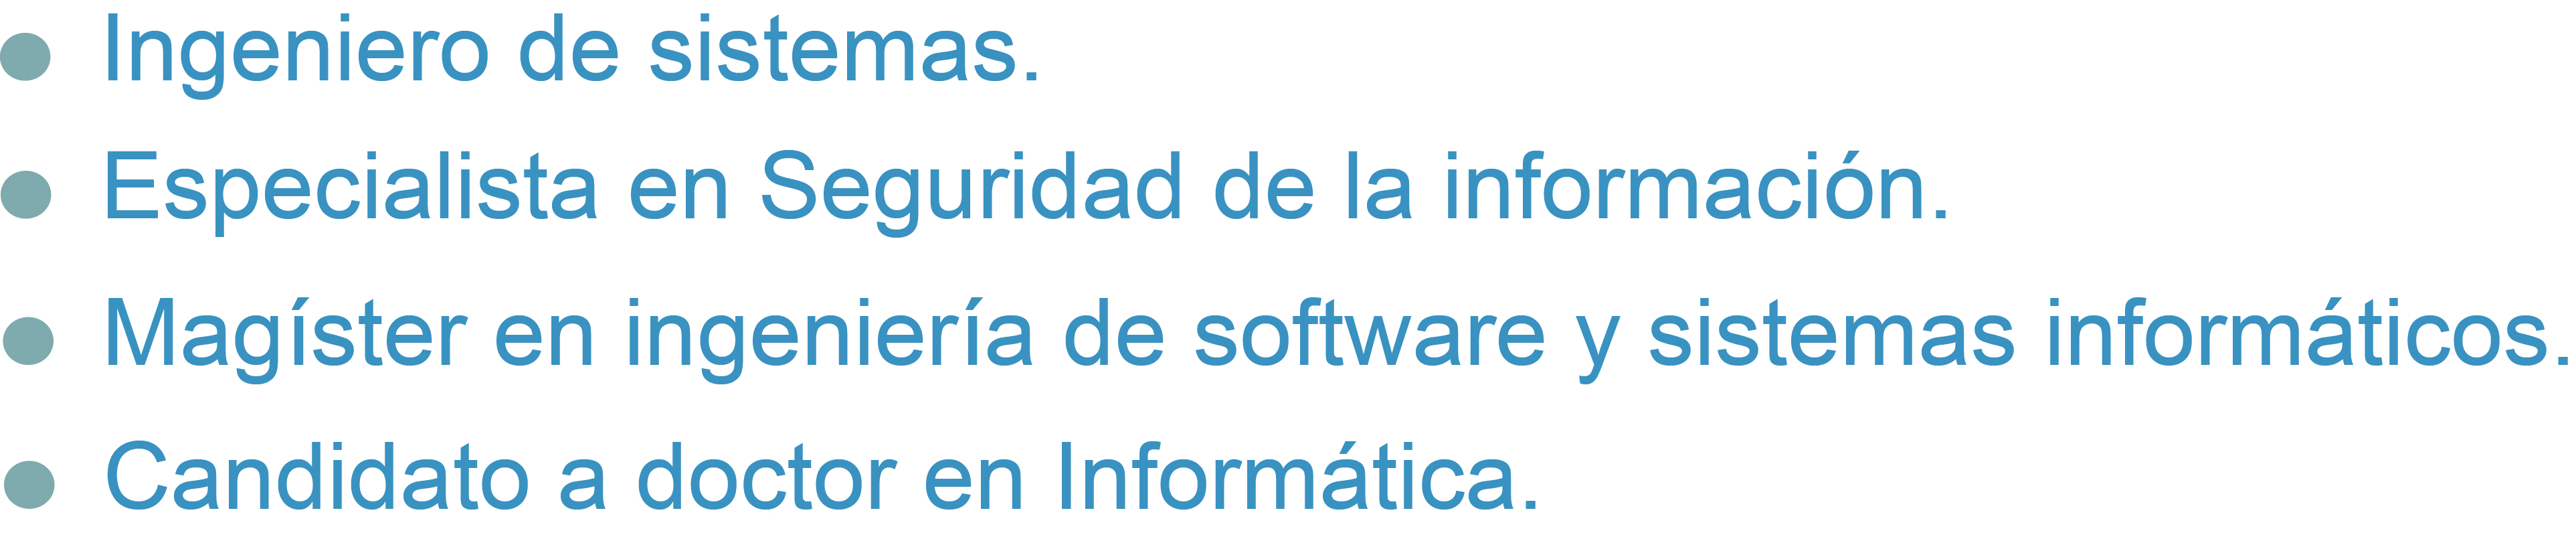 ● Ingeniero de sistemas.
● Especialista en Seguridad de la información.
● Magíster en ingeniería de software y sistemas informáticos.
● Candidato a doctor en Informática.